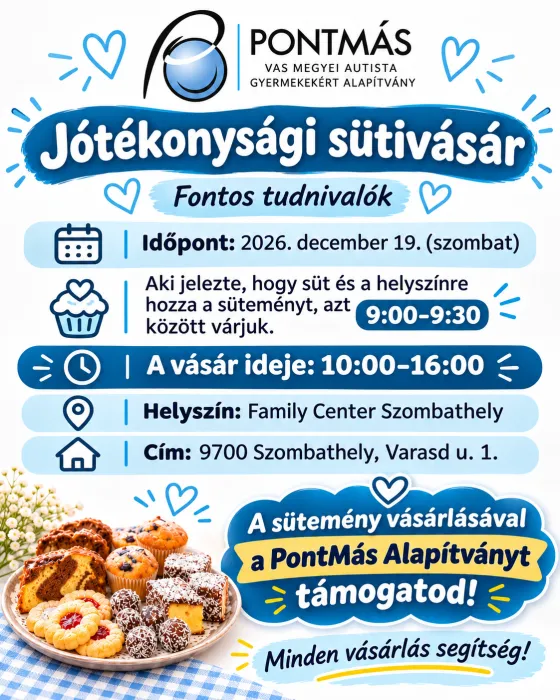 PONTMÁS
VAS MEGYEI AUTISTA
GYERMEKEKÉRT ALAPÍTVÁNY
Jótékonysági sütivásár
Fontos tudnivalók
Időpont: 2026. december 19. (szombat)
Aki jelezte, hogy süt és a helyszínre
hozza a süteményt, azt 9:00–9:30
között várjuk.
A vásár ideje: 10:00–16:00
Helyszín: Family Center Szombathely
Cím: 9700 Szombathely, Varasd u. 1.
A sütemény vásárlásával
a PontMás Alapítványt
támogatod!
Minden vásárlás segítség!